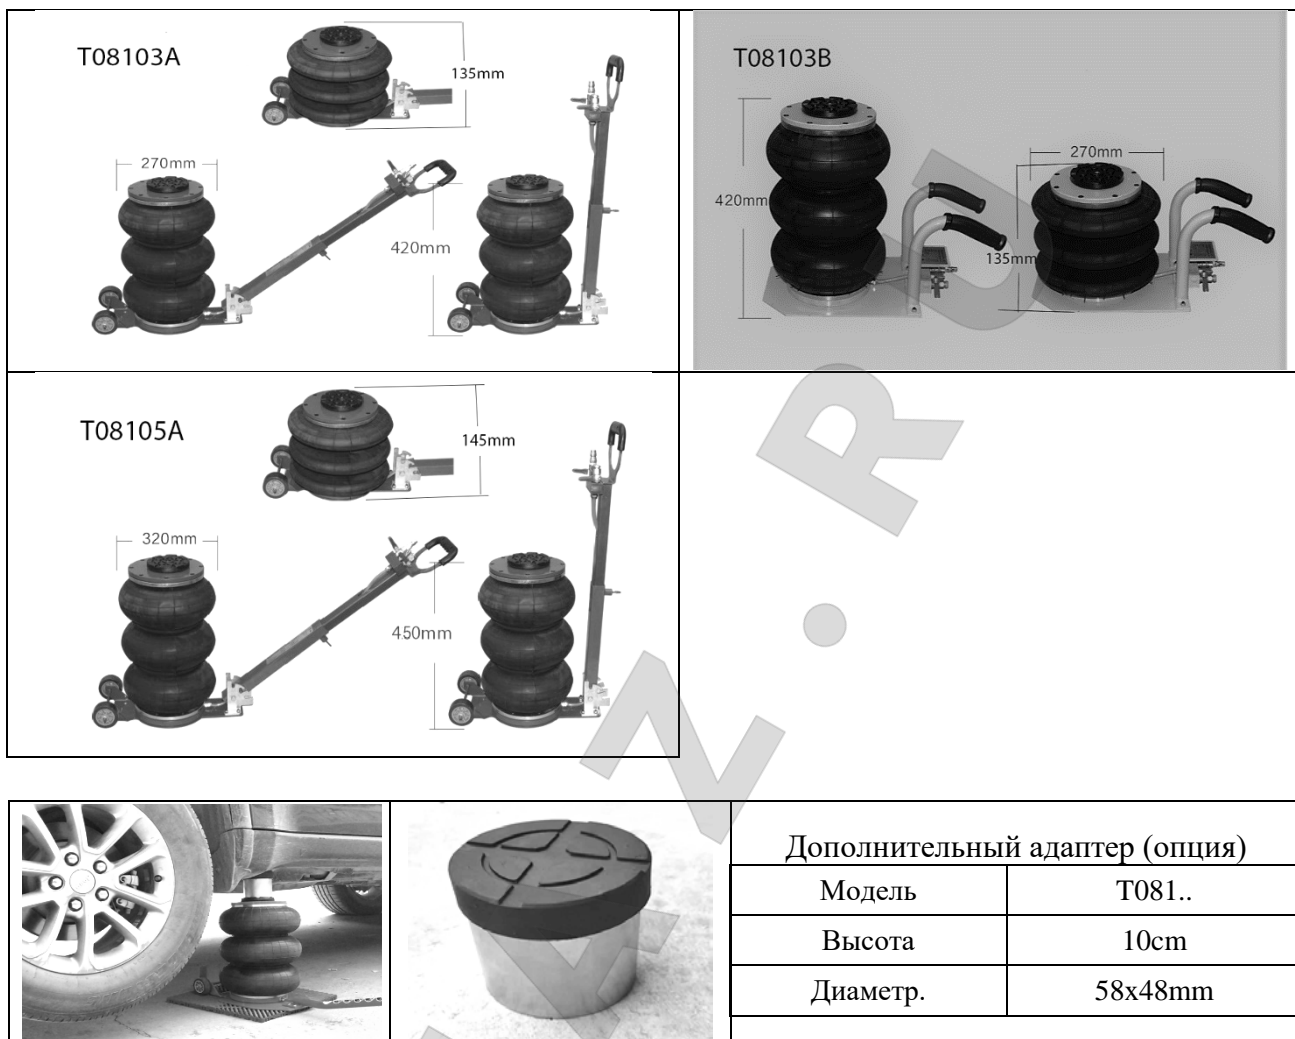 T08103A
135mm
270mm
420mm
T08103B
270mm
420mm
135mm
T08105A
145mm
320mm
450mm
Дополнительный адаптер (опция)
Модель T081..
Высота 10cm
Диаметр. 58x48mm